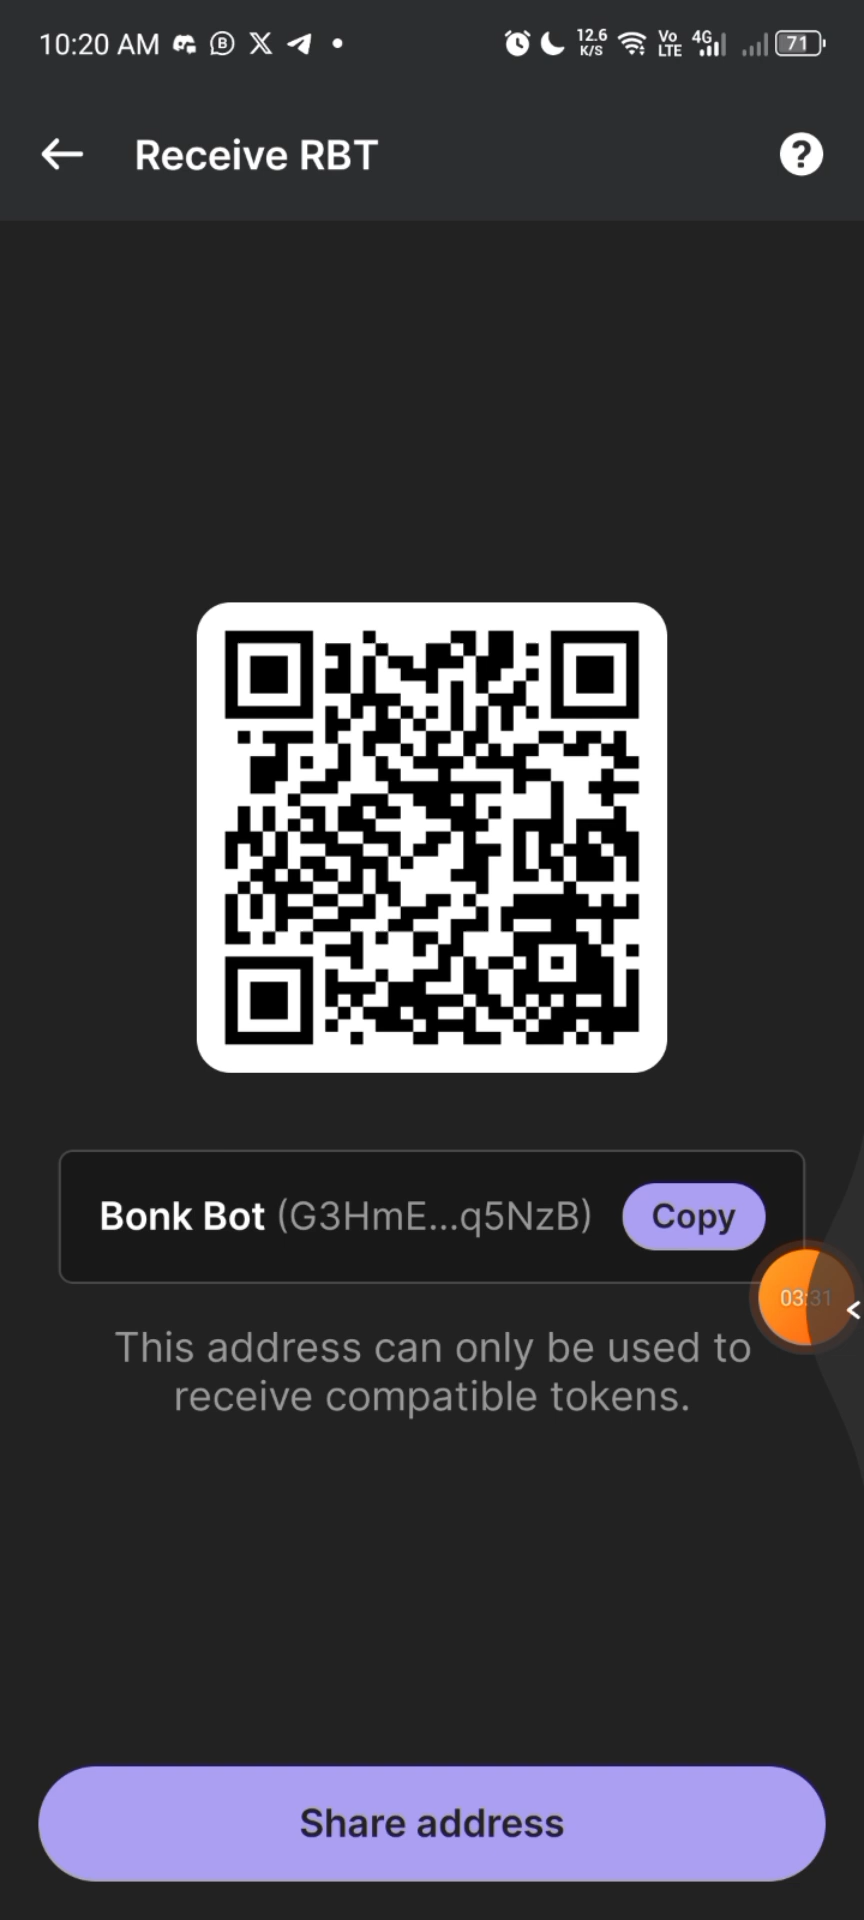 10:20 AM
12.6 K/S
Vo LTE
4G
71
Receive RBT
?
Bonk Bot (G3HmE...q5NzB)
Copy
03:31
This address can only be used to
receive compatible tokens.
Share address